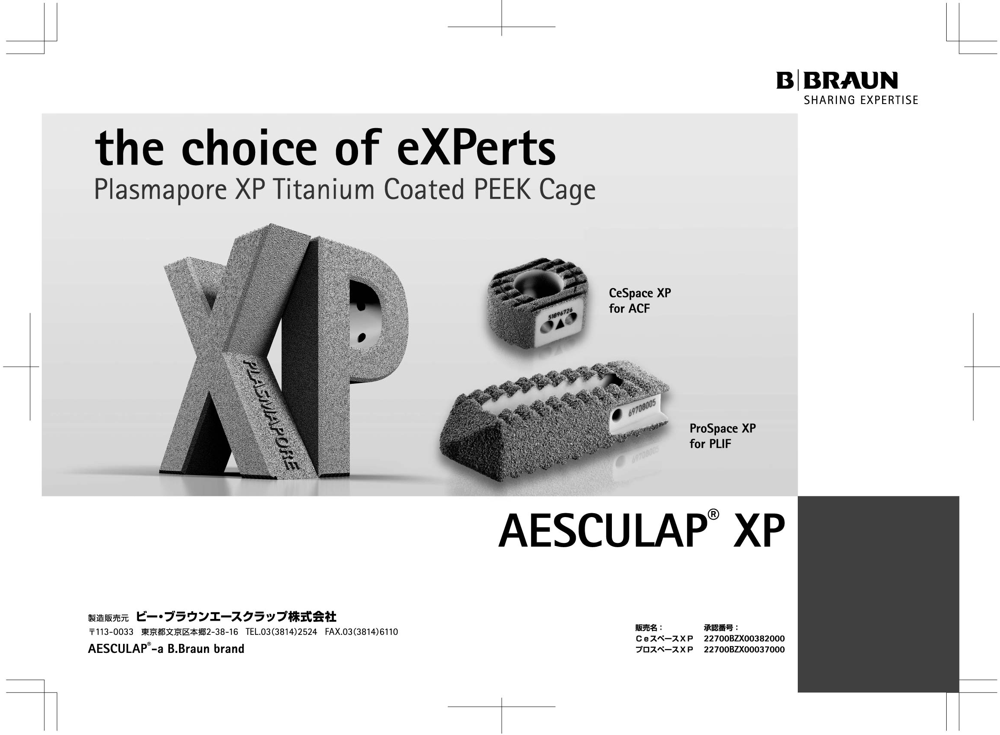 B|BRAUN
SHARING EXPERTISE
the choice of eXPerts
Plasmapore XP Titanium Coated PEEK Cage
PLASMAPORE
51896726
CeSpace XP
for ACF
69708005
ProSpace XP
for PLIF
69708005
AESCULAP® XP
製造販売元 ビー・ブラウンエースクラップ株式会社
〒113-0033 東京都文京区本郷2-38-16 TEL.03(3814)2524 FAX.03(3814)6110
AESCULAP®-a B.Braun brand
販売名： 承認番号：
ＣｅスペースＸＰ 22700BZX00382000
プロスペースＸＰ 22700BZX00037000